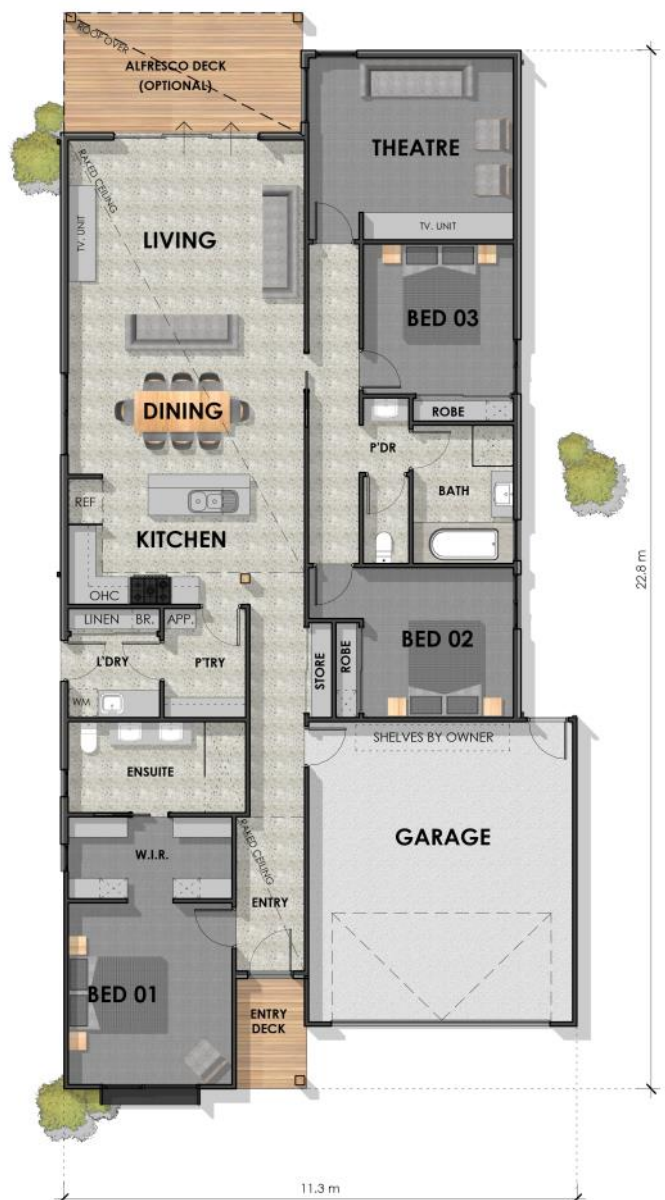 ROOF OVER
ALFRESCO DECK
(OPTIONAL)
THEATRE
RAKED CEILING
TV. UNIT
LIVING
TV. UNIT
BED 03
DINING
ROBE
P'DR
BATH
REF
KITCHEN
OHC
22.8 m
LINEN
BR.
APP.
L'DRY
P'TRY
WM
STORE
ROBE
BED 02
SHELVES BY OWNER
ENSUITE
GARAGE
W.I.R.
RAKED CEILING
ENTRY
BED 01
ENTRY
DECK
11.3 m